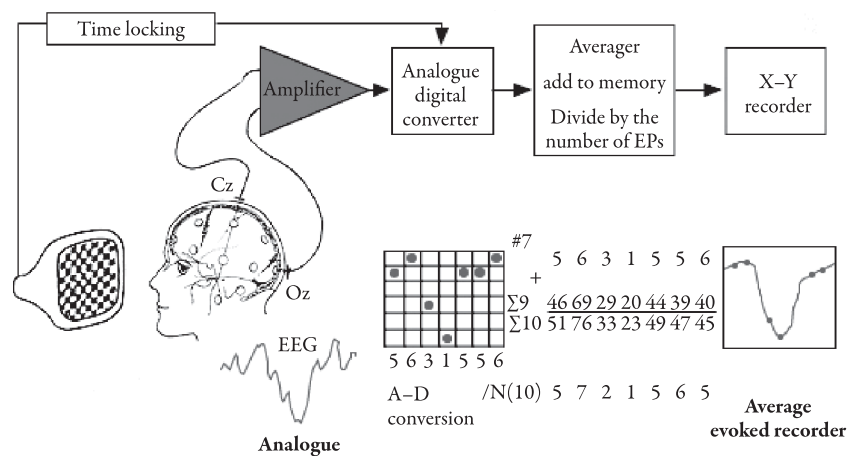 Time locking
Amplifier
Analogue
digital
converter
Averager
add to memory
Divide by the
number of EPs
X–Y
recorder
Cz
Oz
EEG
Analogue
5 6 3 1 5 5 6
A–D
conversion
#7 5 6 3 1 5 5 6
+
∑9 46 69 29 20 44 39 40
∑10 51 76 33 23 49 47 45
/N(10) 5 7 2 1 5 6 5
Average
evoked recorder